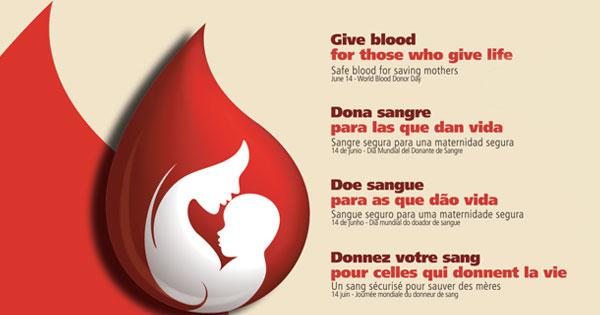 Give blood
for those who give life
Safe blood for saving mothers
June 14 - World Blood Donor Day
Dona sangre
para las que dan vida
Sangre segura para una maternidad segura
14 de junio - Día Mundial del Donante de Sangre
Doe sangue
para as que dão vida
Sangue seguro para uma maternidade segura
14 de junho - Dia mundial do doador de sangue
Donnez votre sang
pour celles qui donnent la vie
Un sang sécurisé pour sauver des mères
14 juin - Journée mondiale du donneur de sang